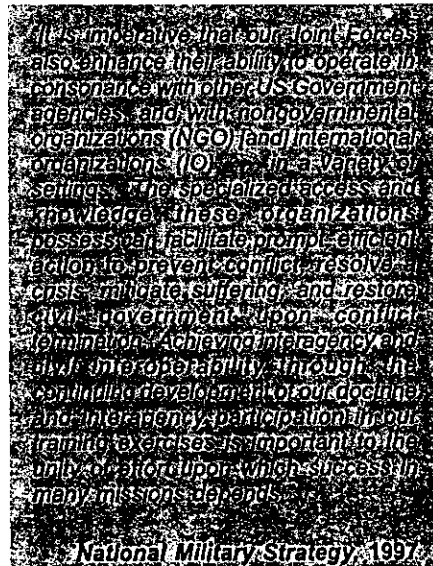 "It is imperative that our Joint Forces
also enhance their ability to operate in
consonance with other US Government
agencies, and with nongovernmental
organizations (NGO) [and] international
organizations (IO) in a variety of
settings. The specialized access and
knowledge these organizations
possess can facilitate prompt, efficient
action to prevent conflict, resolve a
crisis, mitigate suffering, and restore
civil government upon conflict
termination. Achieving interagency and
civil interoperability through the
continuing development of our doctrine
and interagency participation in our
training exercises is important to the
unity of effort upon which success in
many missions depends."
National Military Strategy, 1997